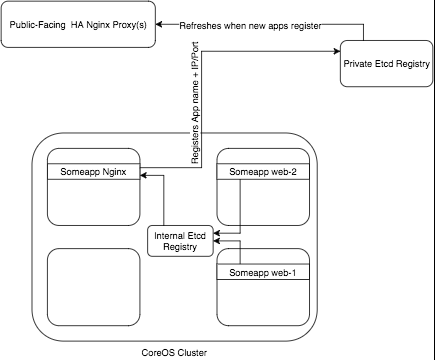 Public-Facing HA Nginx Proxy(s)
Refreshes when new apps register
Private Etcd Registry
Registers App name + IP/Port
Someapp Nginx
Someapp web-2
Internal Etcd
Registry
Someapp web-1
CoreOS Cluster